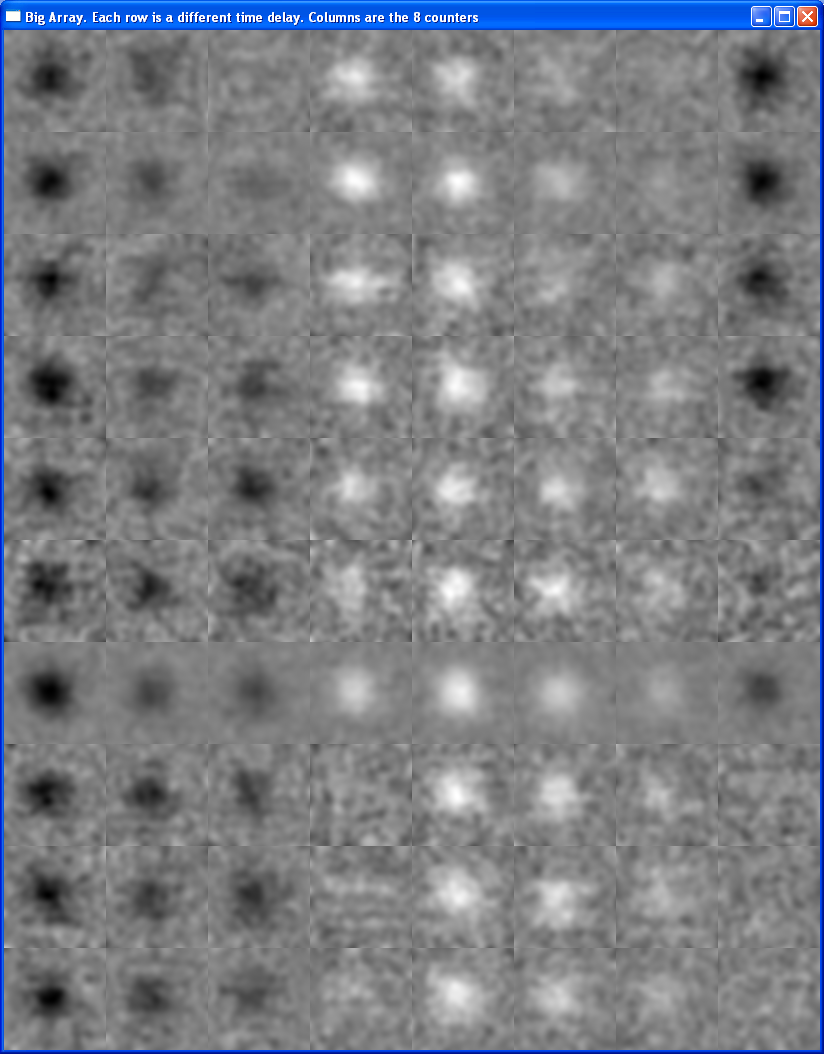 Big Array. Each row is a different time delay. Columns are the 8 counters